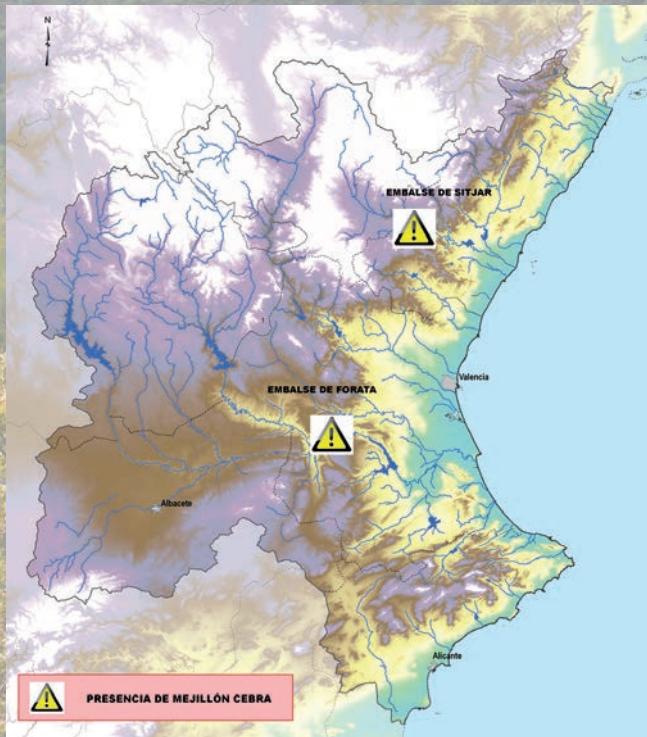 N
EMBALSE DE SITJAR
Valencia
EMBALSE DE FORATA
Albacete
Alicante
PRESENCIA DE MEJILLÓN CEBRA